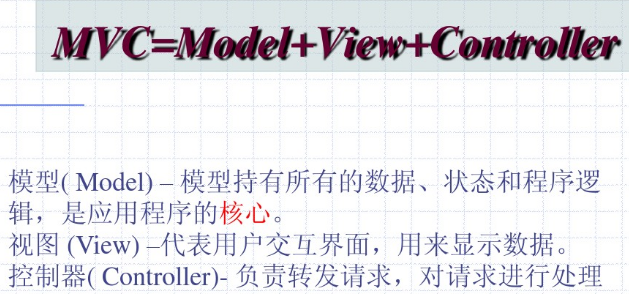 MVC=Model+View+Controller
模型( Model) – 模型持有所有的数据、状态和程序逻
辑，是应用程序的核心。
视图 (View) –代表用户交互界面，用来显示数据。
控制器( Controller)- 负责转发请求，对请求进行处理